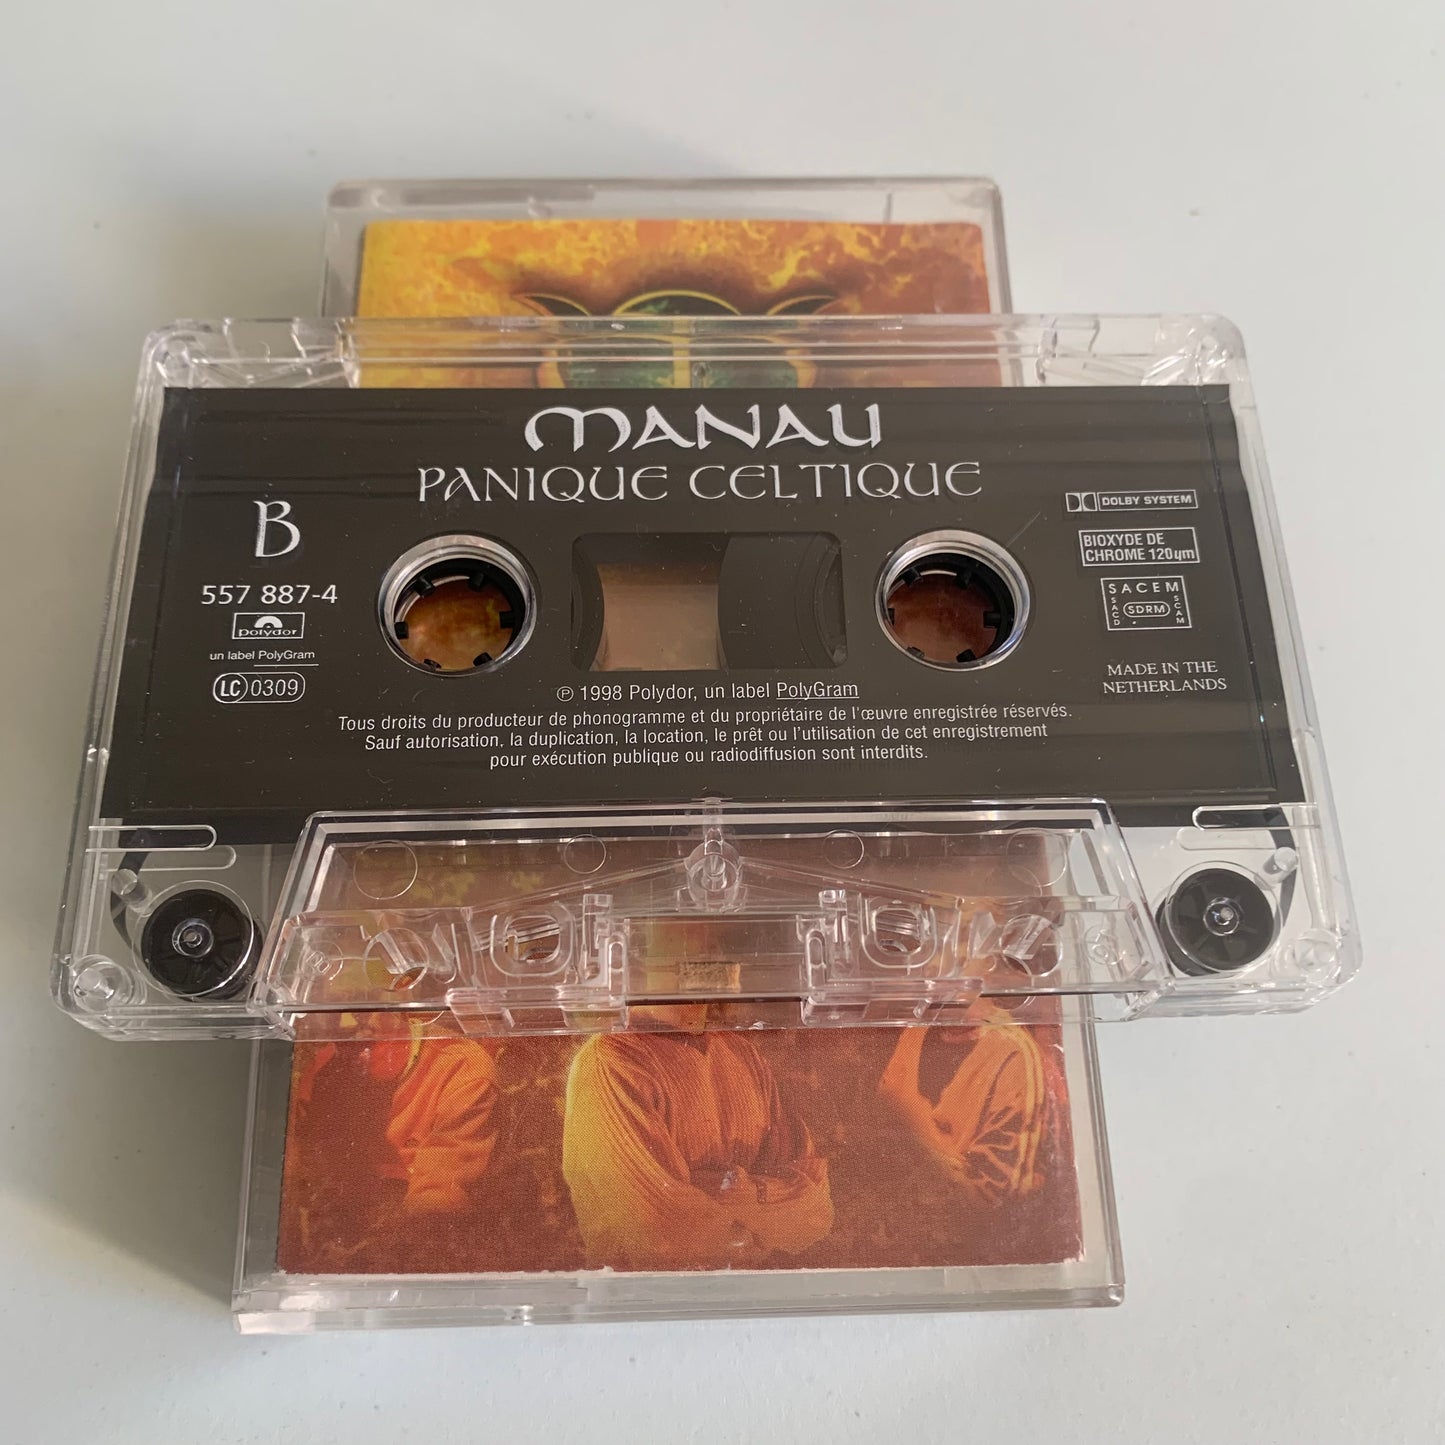 MANAU
PANIQUE CELTIQUE
B
557 887-4
polydor
un label PolyGram
LC 0309
DOLBY SYSTEM
BIOXYDE DE
CHROME 120µm
SACEM
SACD SDRM SCAM
MADE IN THE
NETHERLANDS
℗ 1998 Polydor, un label PolyGram
Tous droits du producteur de phonogramme et du propriétaire de l'œuvre enregistrée réservés.
Sauf autorisation, la duplication, la location, le prêt ou l'utilisation de cet enregistrement
pour exécution publique ou radiodiffusion sont interdits.